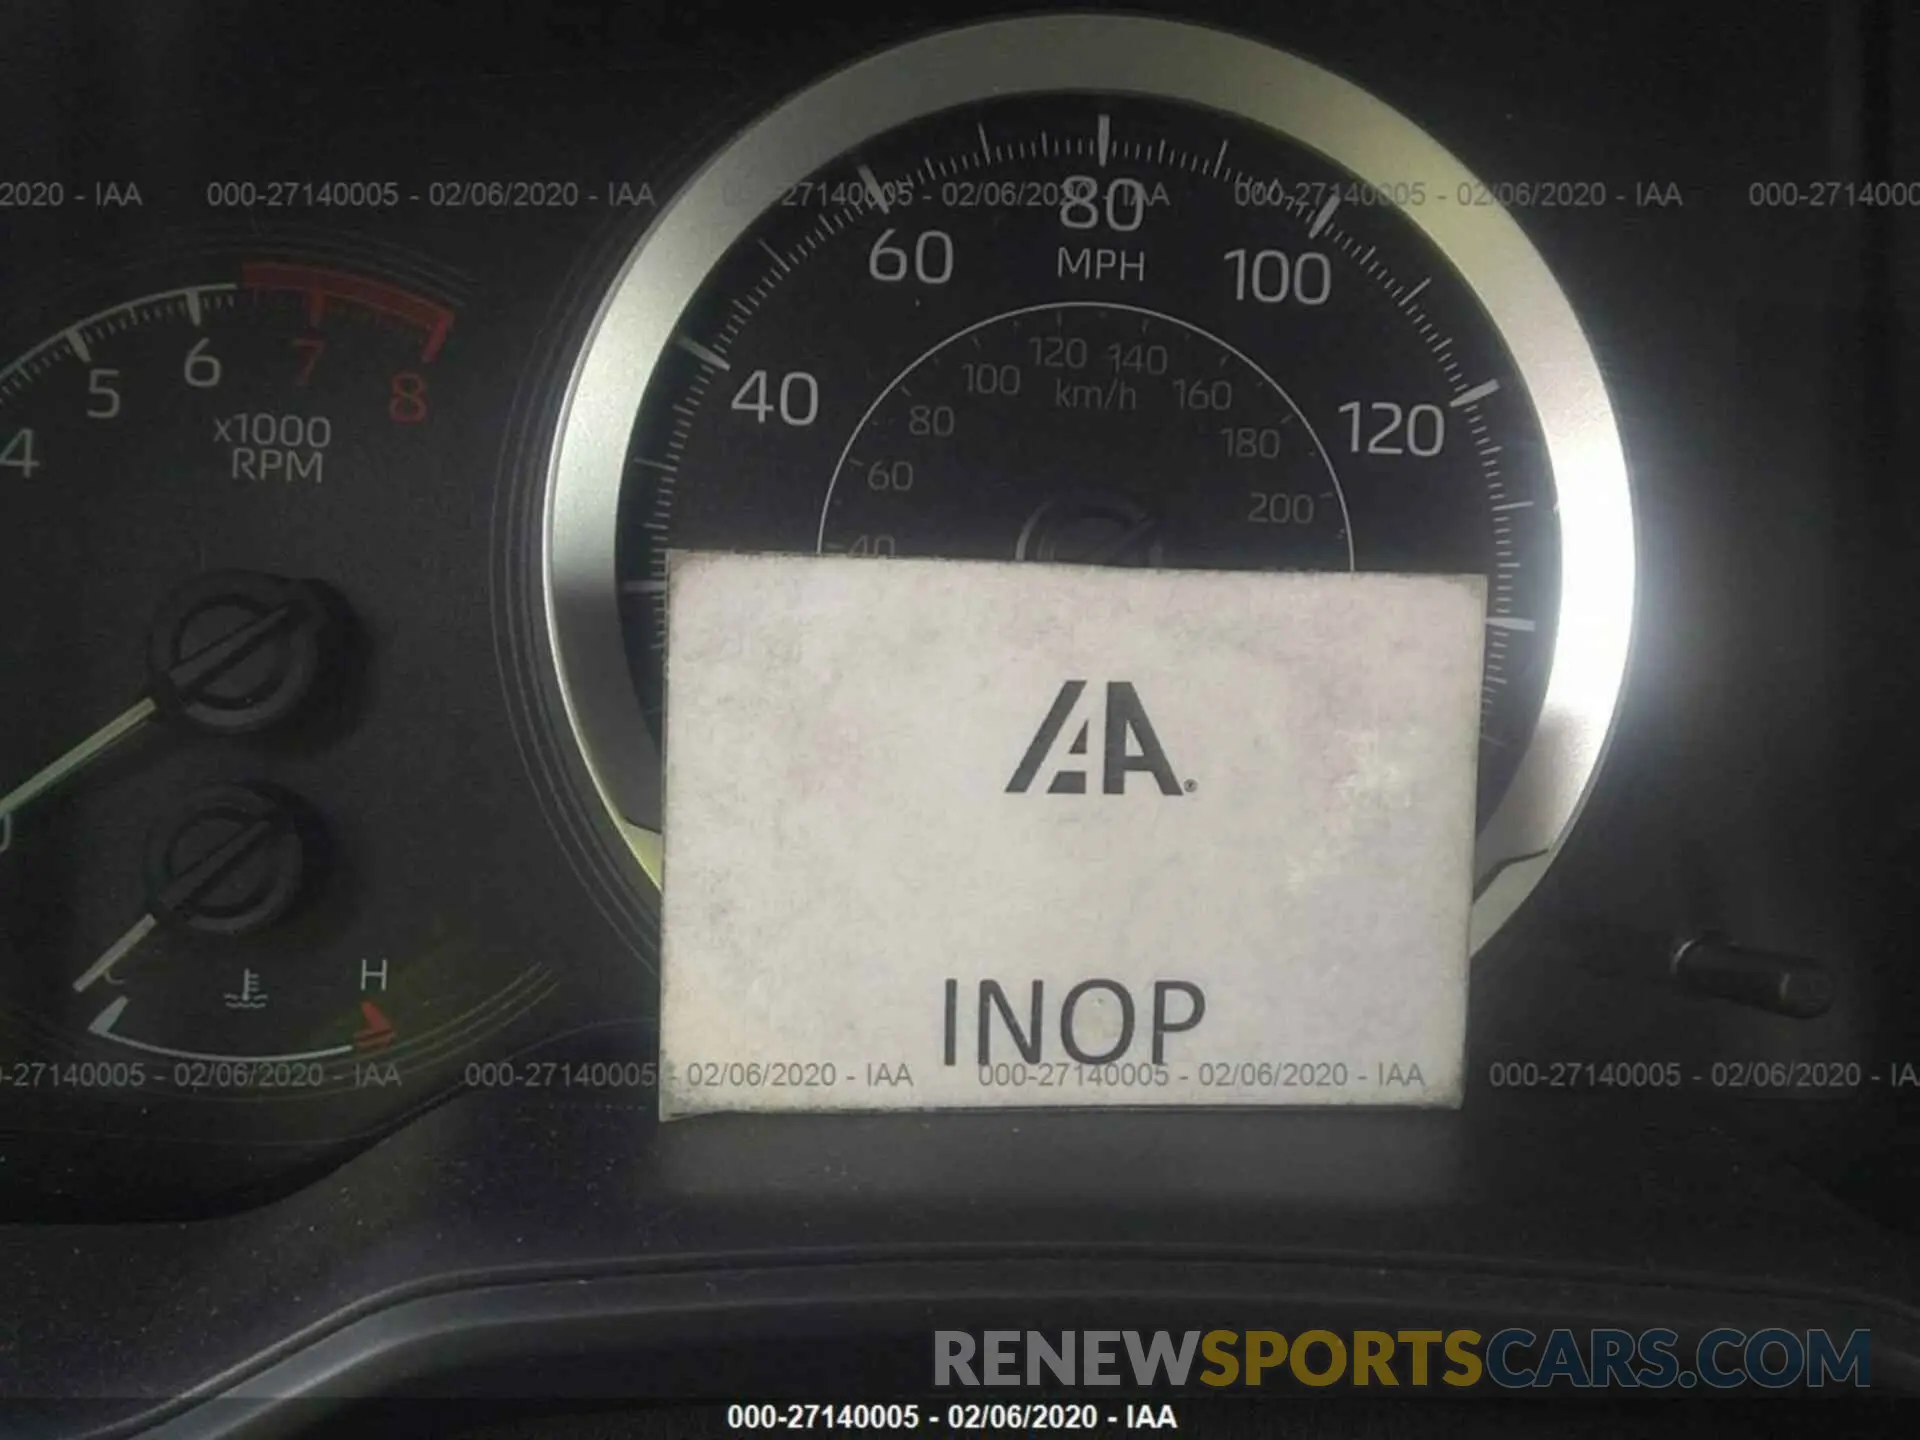 2020 - IAA 000-27140005 - 02/06/2020 - IAA 000-27140005 - 02/06/2020 - IAA 000-27140005 - 02/06/2020 - IAA
80
MPH
60 100
40 120
4 5 6 7 8
x1000
RPM
120 140
km/h
100 160
80 180
60 200
40
IAA®
INOP
H
-27140005 - 02/06/2020 - IAA 000-27140005 - 02/06/2020 - IAA 000-27140005 - 02/06/2020 - IAA 000-27140005 - 02/06/2020 - IA
RENEWSPORTSCARS.COM
000-27140005 - 02/06/2020 - IAA